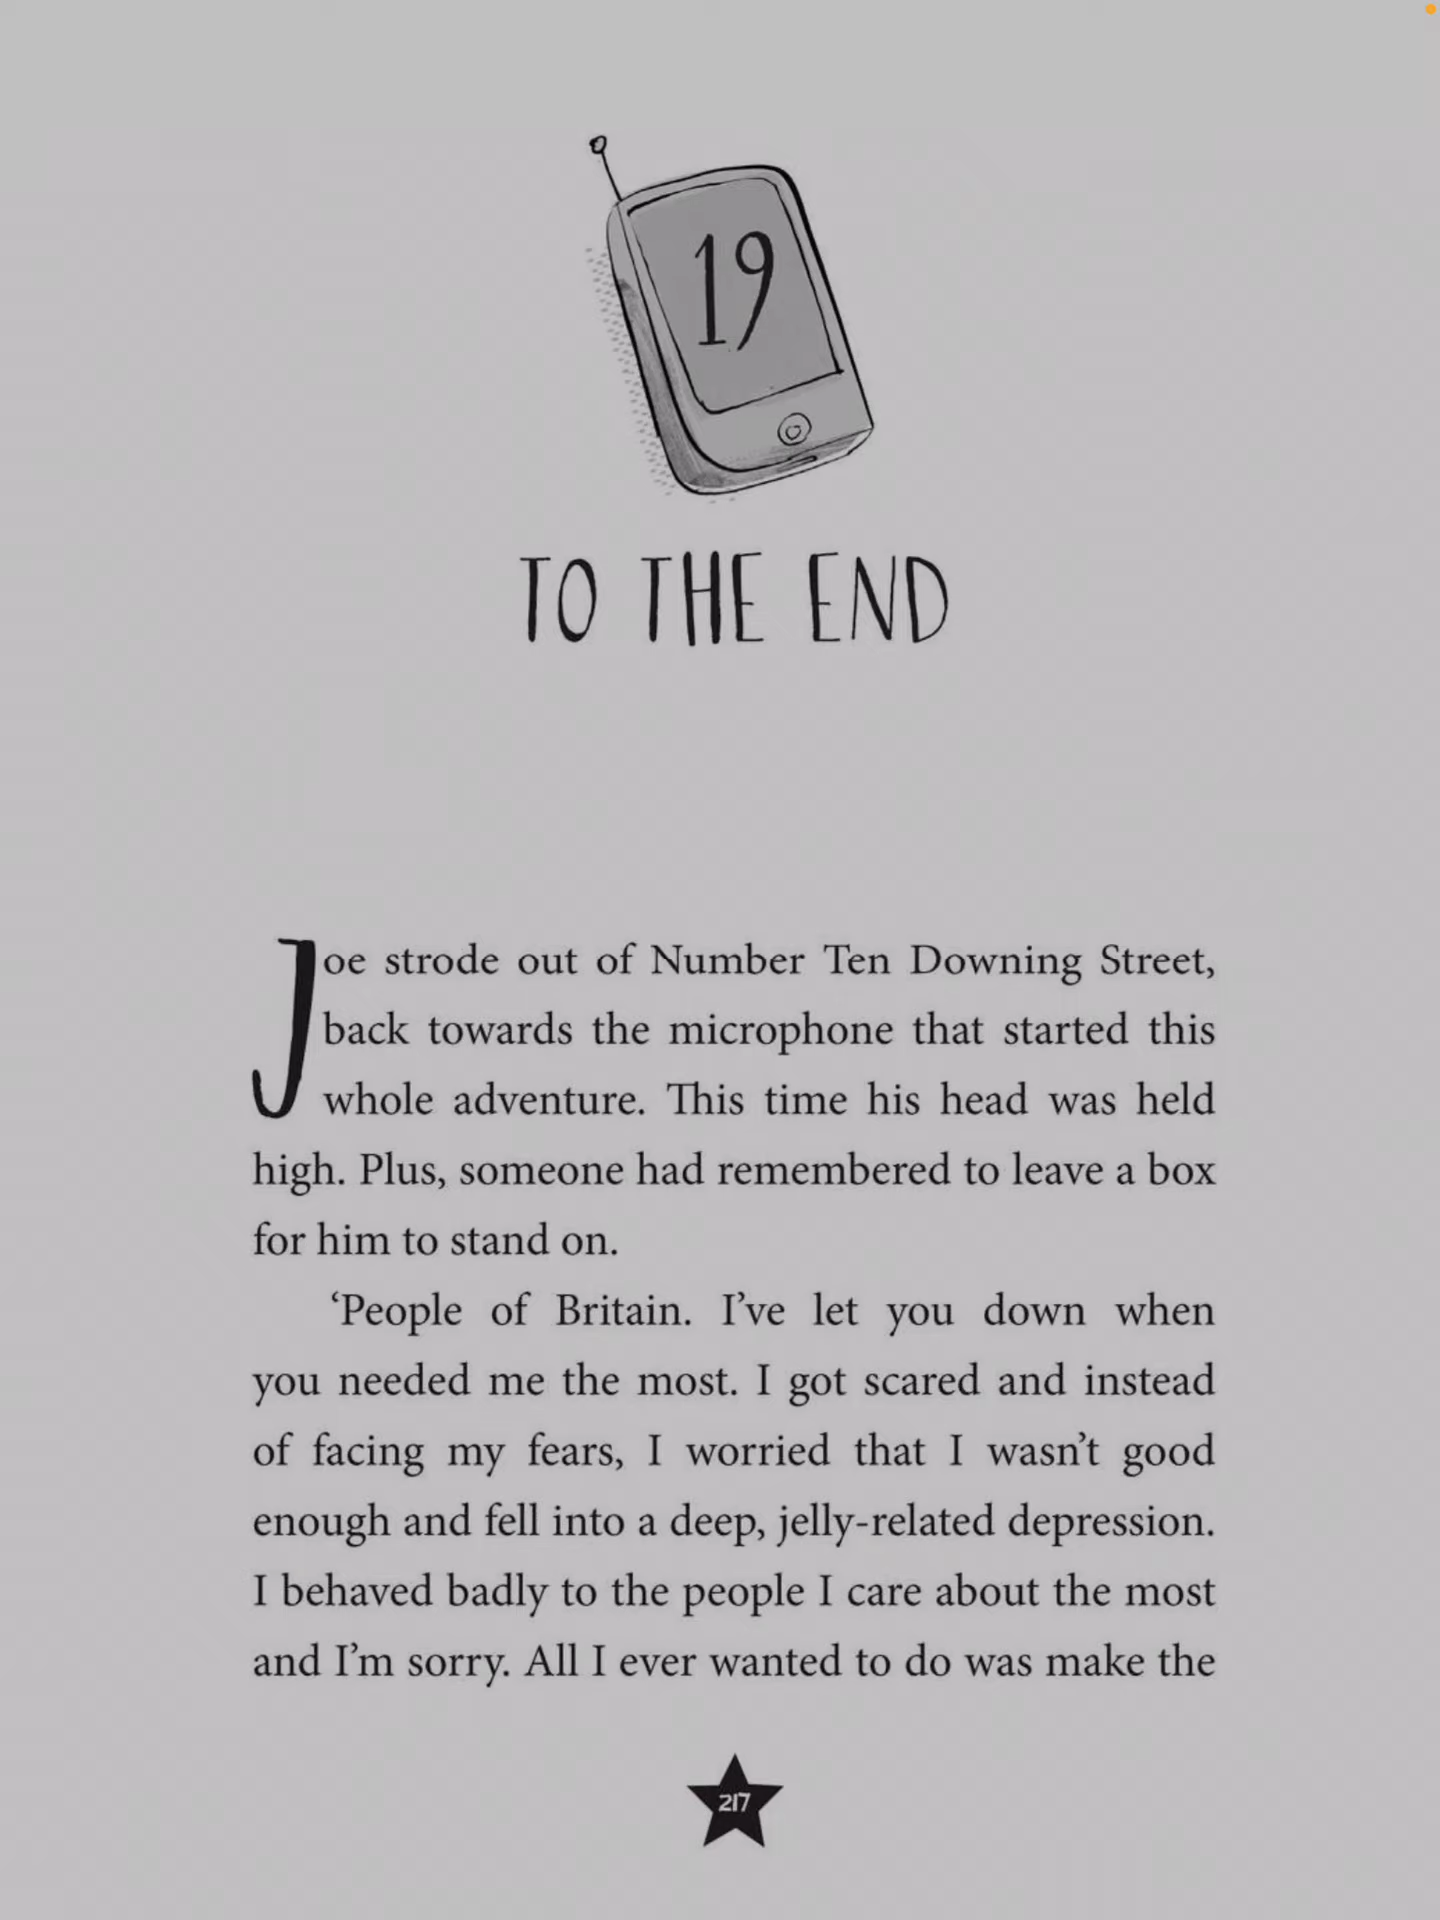 19
TO THE END
Joe strode out of Number Ten Downing Street,
back towards the microphone that started this
whole adventure. This time his head was held
high. Plus, someone had remembered to leave a box
for him to stand on.
‘People of Britain. I’ve let you down when
you needed me the most. I got scared and instead
of facing my fears, I worried that I wasn’t good
enough and fell into a deep, jelly-related depression.
I behaved badly to the people I care about the most
and I’m sorry. All I ever wanted to do was make the
217